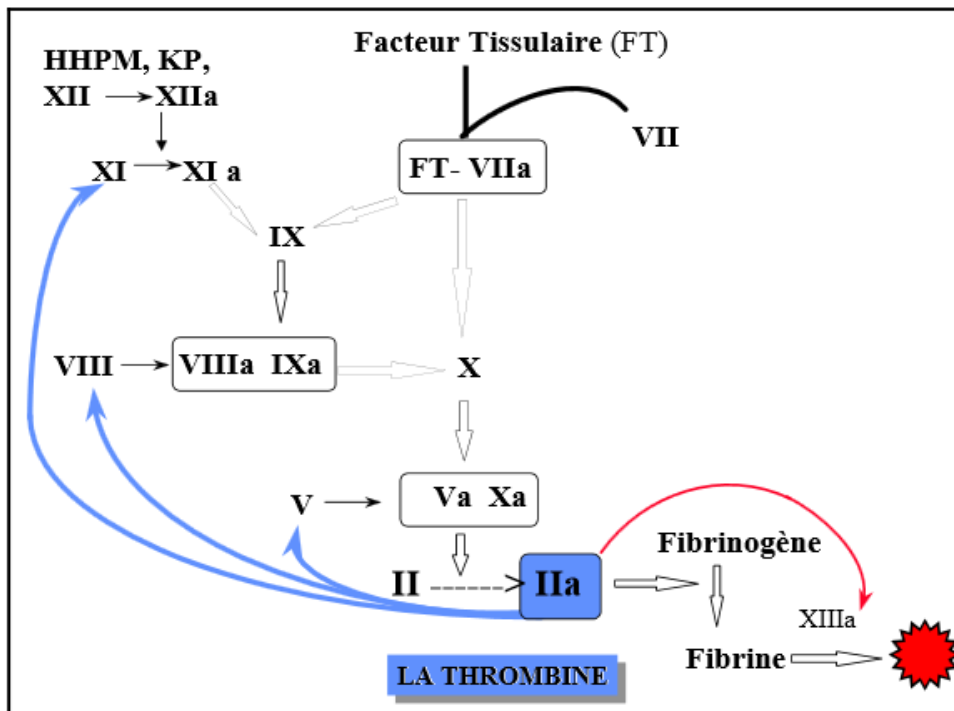 Facteur Tissulaire (FT)
HHPM, KP,
XII XIIa
VII
XI XI a
FT- VIIa
IX
VIII VIIIa IXa X
V Va Xa
Fibrinogène
II IIa
XIIIa
Fibrine
LA THROMBINE